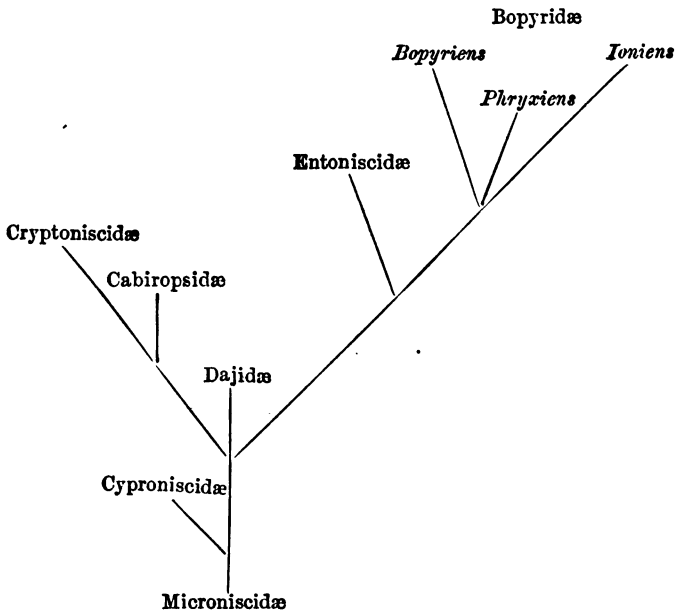 Bopyridæ
Bopyriens
Ioniens
Phryxiens
Entoniscidæ
Cryptoniscidæ
Cabiropsidæ
Dajidæ
Cyproniscidæ
Microniscidæ